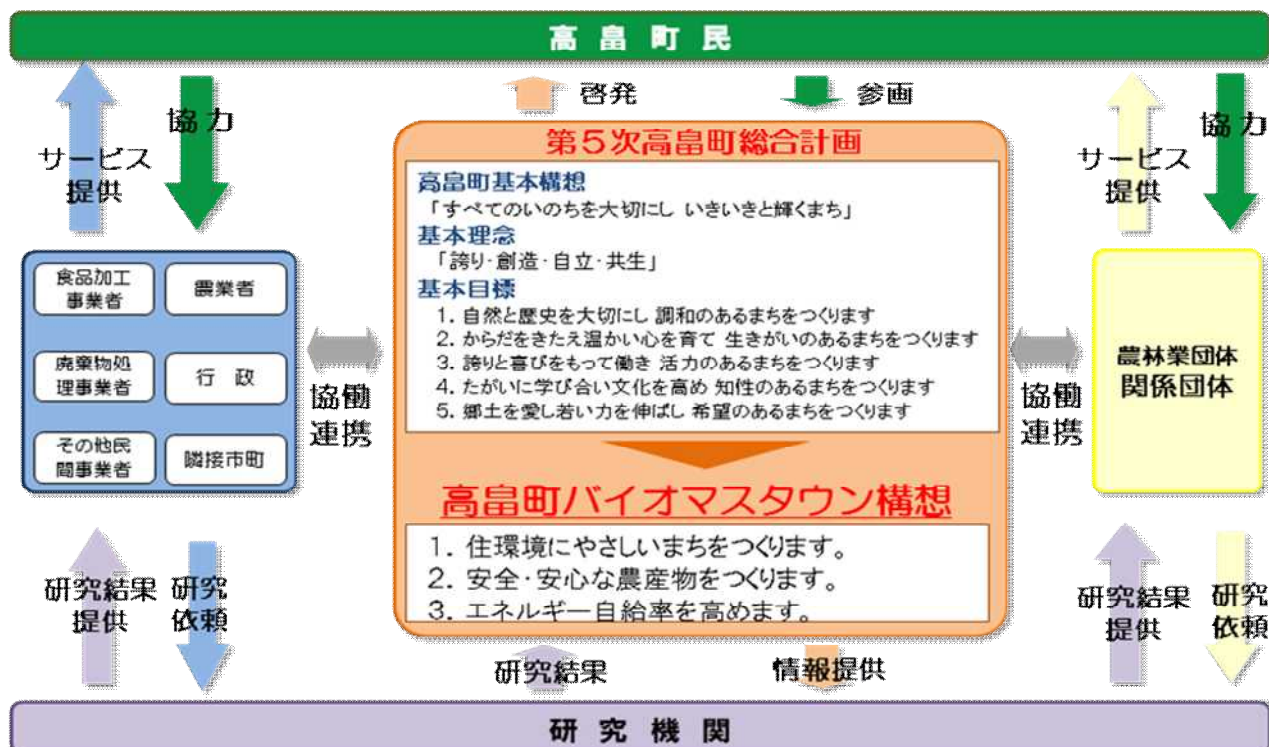 高畠町民
啓発
参画
協力
サービス
提供
協力
サービス
提供
第5次高畠町総合計画
高畠町基本構想
「すべてのいのちを大切にし いきいきと輝くまち」
基本理念
「誇り・創造・自立・共生」
基本目標
1. 自然と歴史を大切にし 調和のあるまちをつくります
2. からだをきたえ温かい心を育て 生きがいのあるまちをつくります
3. 誇りと喜びをもって働き 活力のあるまちをつくります
4. たがいに学び合い文化を高め 知性のあるまちをつくります
5. 郷土を愛し若い力を伸ばし 希望のあるまちをつくります
食品加工
事業者
農業者
廃棄物処
理事業者
行 政
その他民
間事業者
隣接市町
協働
連携
協働
連携
農林業団体
関係団体
高畠町バイオマスタウン構想
1. 住環境にやさしいまちをつくります。
2. 安全・安心な農産物をつくります。
3. エネルギー自給率を高めます。
研究結果
提供
研究
依頼
研究結果
情報提供
研究結果
提供
研究
依頼
研究機関